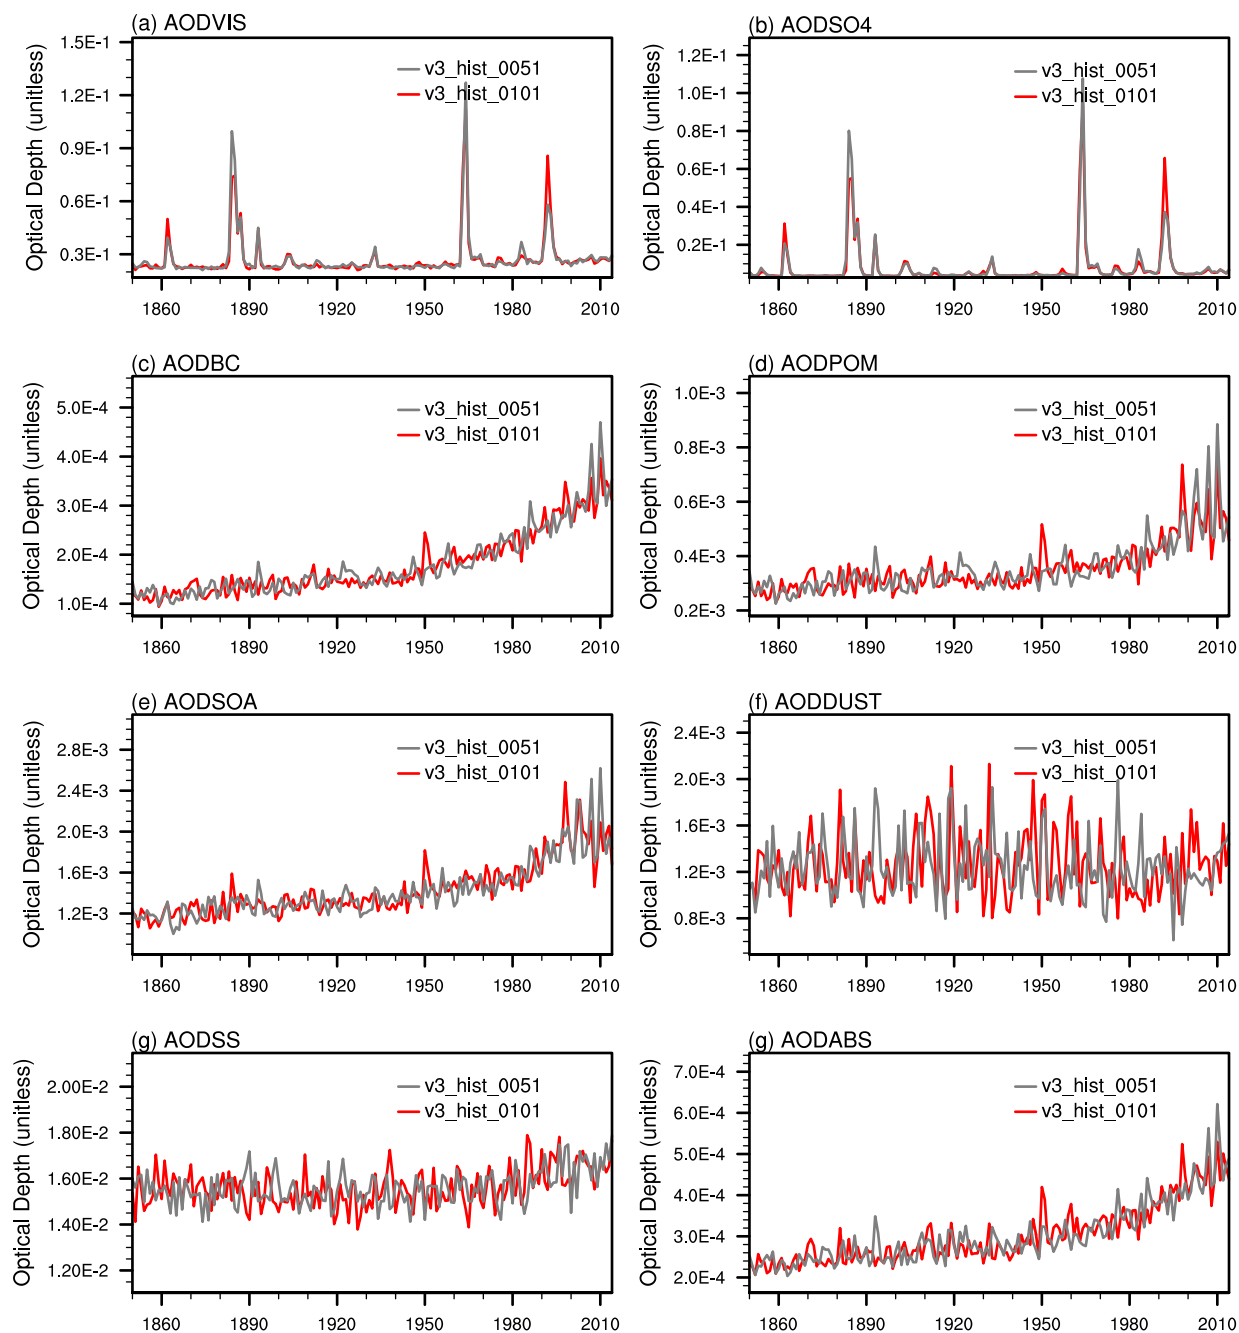 (a) AODVIS
Optical Depth (unitless)
1.5E-1
1.2E-1
0.9E-1
0.6E-1
0.3E-1
v3_hist_0051
v3_hist_0101
1860 1890 1920 1950 1980 2010
(b) AODSO4
Optical Depth (unitless)
1.2E-1
1.0E-1
0.8E-1
0.6E-1
0.4E-1
0.2E-1
v3_hist_0051
v3_hist_0101
1860 1890 1920 1950 1980 2010
(c) AODBC
Optical Depth (unitless)
5.0E-4
4.0E-4
3.0E-4
2.0E-4
1.0E-4
v3_hist_0051
v3_hist_0101
1860 1890 1920 1950 1980 2010
(d) AODPOM
Optical Depth (unitless)
1.0E-3
0.8E-3
0.6E-3
0.4E-3
0.2E-3
v3_hist_0051
v3_hist_0101
1860 1890 1920 1950 1980 2010
(e) AODSOA
Optical Depth (unitless)
2.8E-3
2.4E-3
2.0E-3
1.6E-3
1.2E-3
v3_hist_0051
v3_hist_0101
1860 1890 1920 1950 1980 2010
(f) AODDUST
Optical Depth (unitless)
2.4E-3
2.0E-3
1.6E-3
1.2E-3
0.8E-3
v3_hist_0051
v3_hist_0101
1860 1890 1920 1950 1980 2010
(g) AODSS
Optical Depth (unitless)
2.00E-2
1.80E-2
1.60E-2
1.40E-2
1.20E-2
v3_hist_0051
v3_hist_0101
1860 1890 1920 1950 1980 2010
(g) AODABS
Optical Depth (unitless)
7.0E-4
6.0E-4
5.0E-4
4.0E-4
3.0E-4
2.0E-4
v3_hist_0051
v3_hist_0101
1860 1890 1920 1950 1980 2010